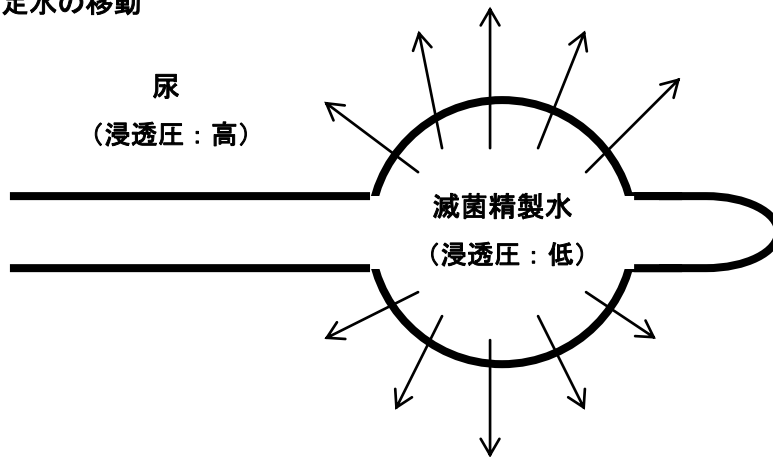 定水の移動
尿
（浸透圧：高）
滅菌精製水
（浸透圧：低）